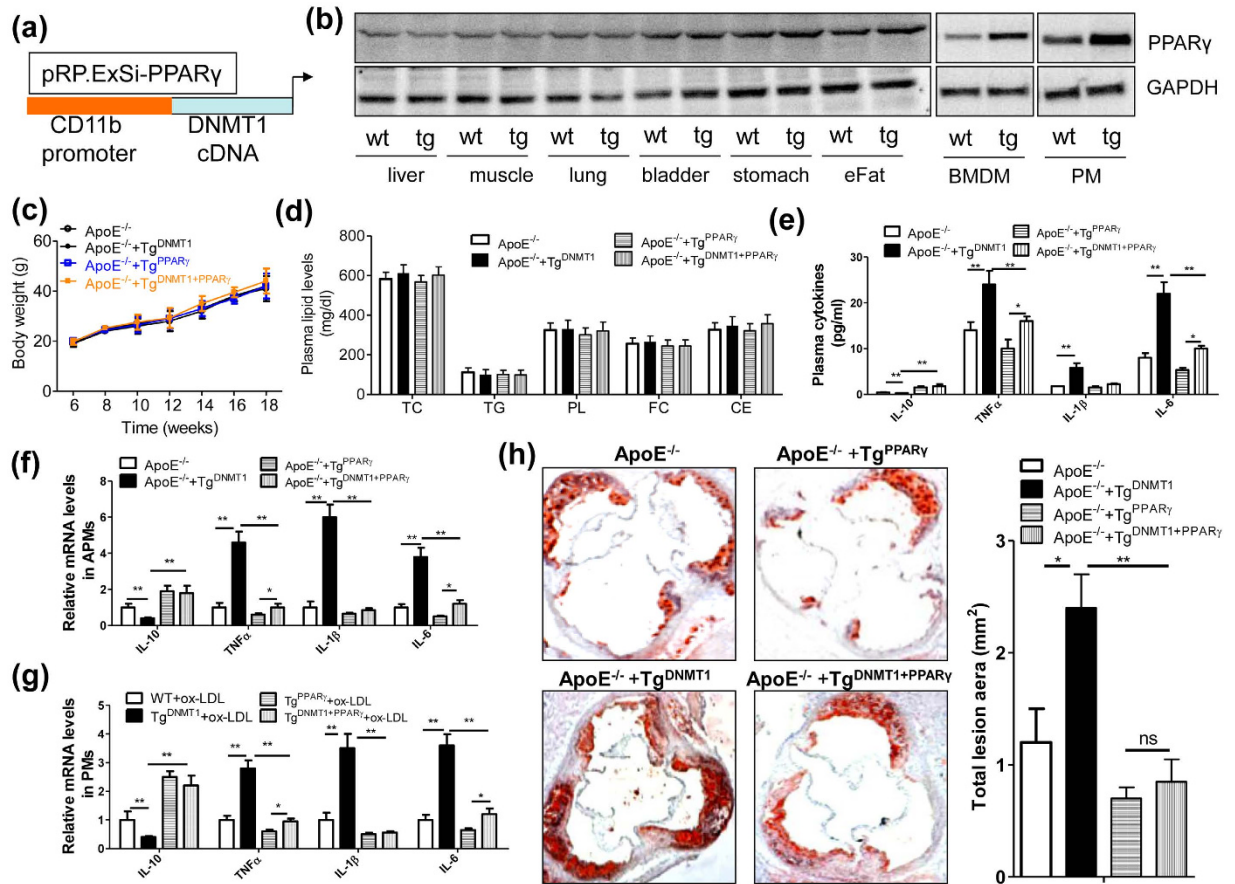 (a)
pRP.ExSi-PPARγ
CD11b
promoter
DNMT1
cDNA
(b)
PPARγ
GAPDH
wt tg wt tg wt tg wt tg wt tg wt tg wt tg wt tg
liver muscle lung bladder stomach eFat BMDM PM
(c)
ApoE-/-
ApoE-/-+TgDNMT1
ApoE-/-+TgPPARγ
ApoE-/-+TgDNMT1+PPARγ
Body weight (g)
60
40
20
0
6 8 10 12 14 16 18
Time (weeks)
(d)
ApoE-/-
ApoE-/-+TgDNMT1
ApoE-/-+TgPPARγ
ApoE-/-+TgDNMT1+PPARγ
Plasma lipid levels
(mg/dl)
800
600
400
200
0
TC TG PL FC CE
(e)
ApoE-/-
ApoE-/-+TgDNMT1
ApoE-/-+TgPPARγ
ApoE-/-+TgDNMT1+PPARγ
Plasma cytokines
(pg/ml)
30
20
10
0
** ** ** ** * ** ** ** *
IL-10 TNFα IL-1β IL-6
(f)
ApoE-/-
ApoE-/-+TgDNMT1
ApoE-/-+TgPPARγ
ApoE-/-+TgDNMT1+PPARγ
Relative mRNA levels
in APMs
8
6
4
2
0
** ** ** ** * ** ** ** ** *
IL-10 TNFα IL-1β IL-6
(g)
WT+ox-LDL
TgDNMT1+ox-LDL
TgPPARγ+ox-LDL
TgDNMT1+PPARγ+ox-LDL
Relative mRNA levels
in PMs
5
4
3
2
1
0
** ** ** ** * ** ** ** ** *
IL-10 TNFα IL-1β IL-6
(h)
ApoE-/-
ApoE-/- +TgPPARγ
ApoE-/- +TgDNMT1
ApoE-/- +TgDNMT1+PPARγ
ApoE-/-
ApoE-/-+TgDNMT1
ApoE-/-+TgPPARγ
ApoE-/-+TgDNMT1+PPARγ
Total lesion aera (mm2)
3
2
1
0
* **
ns